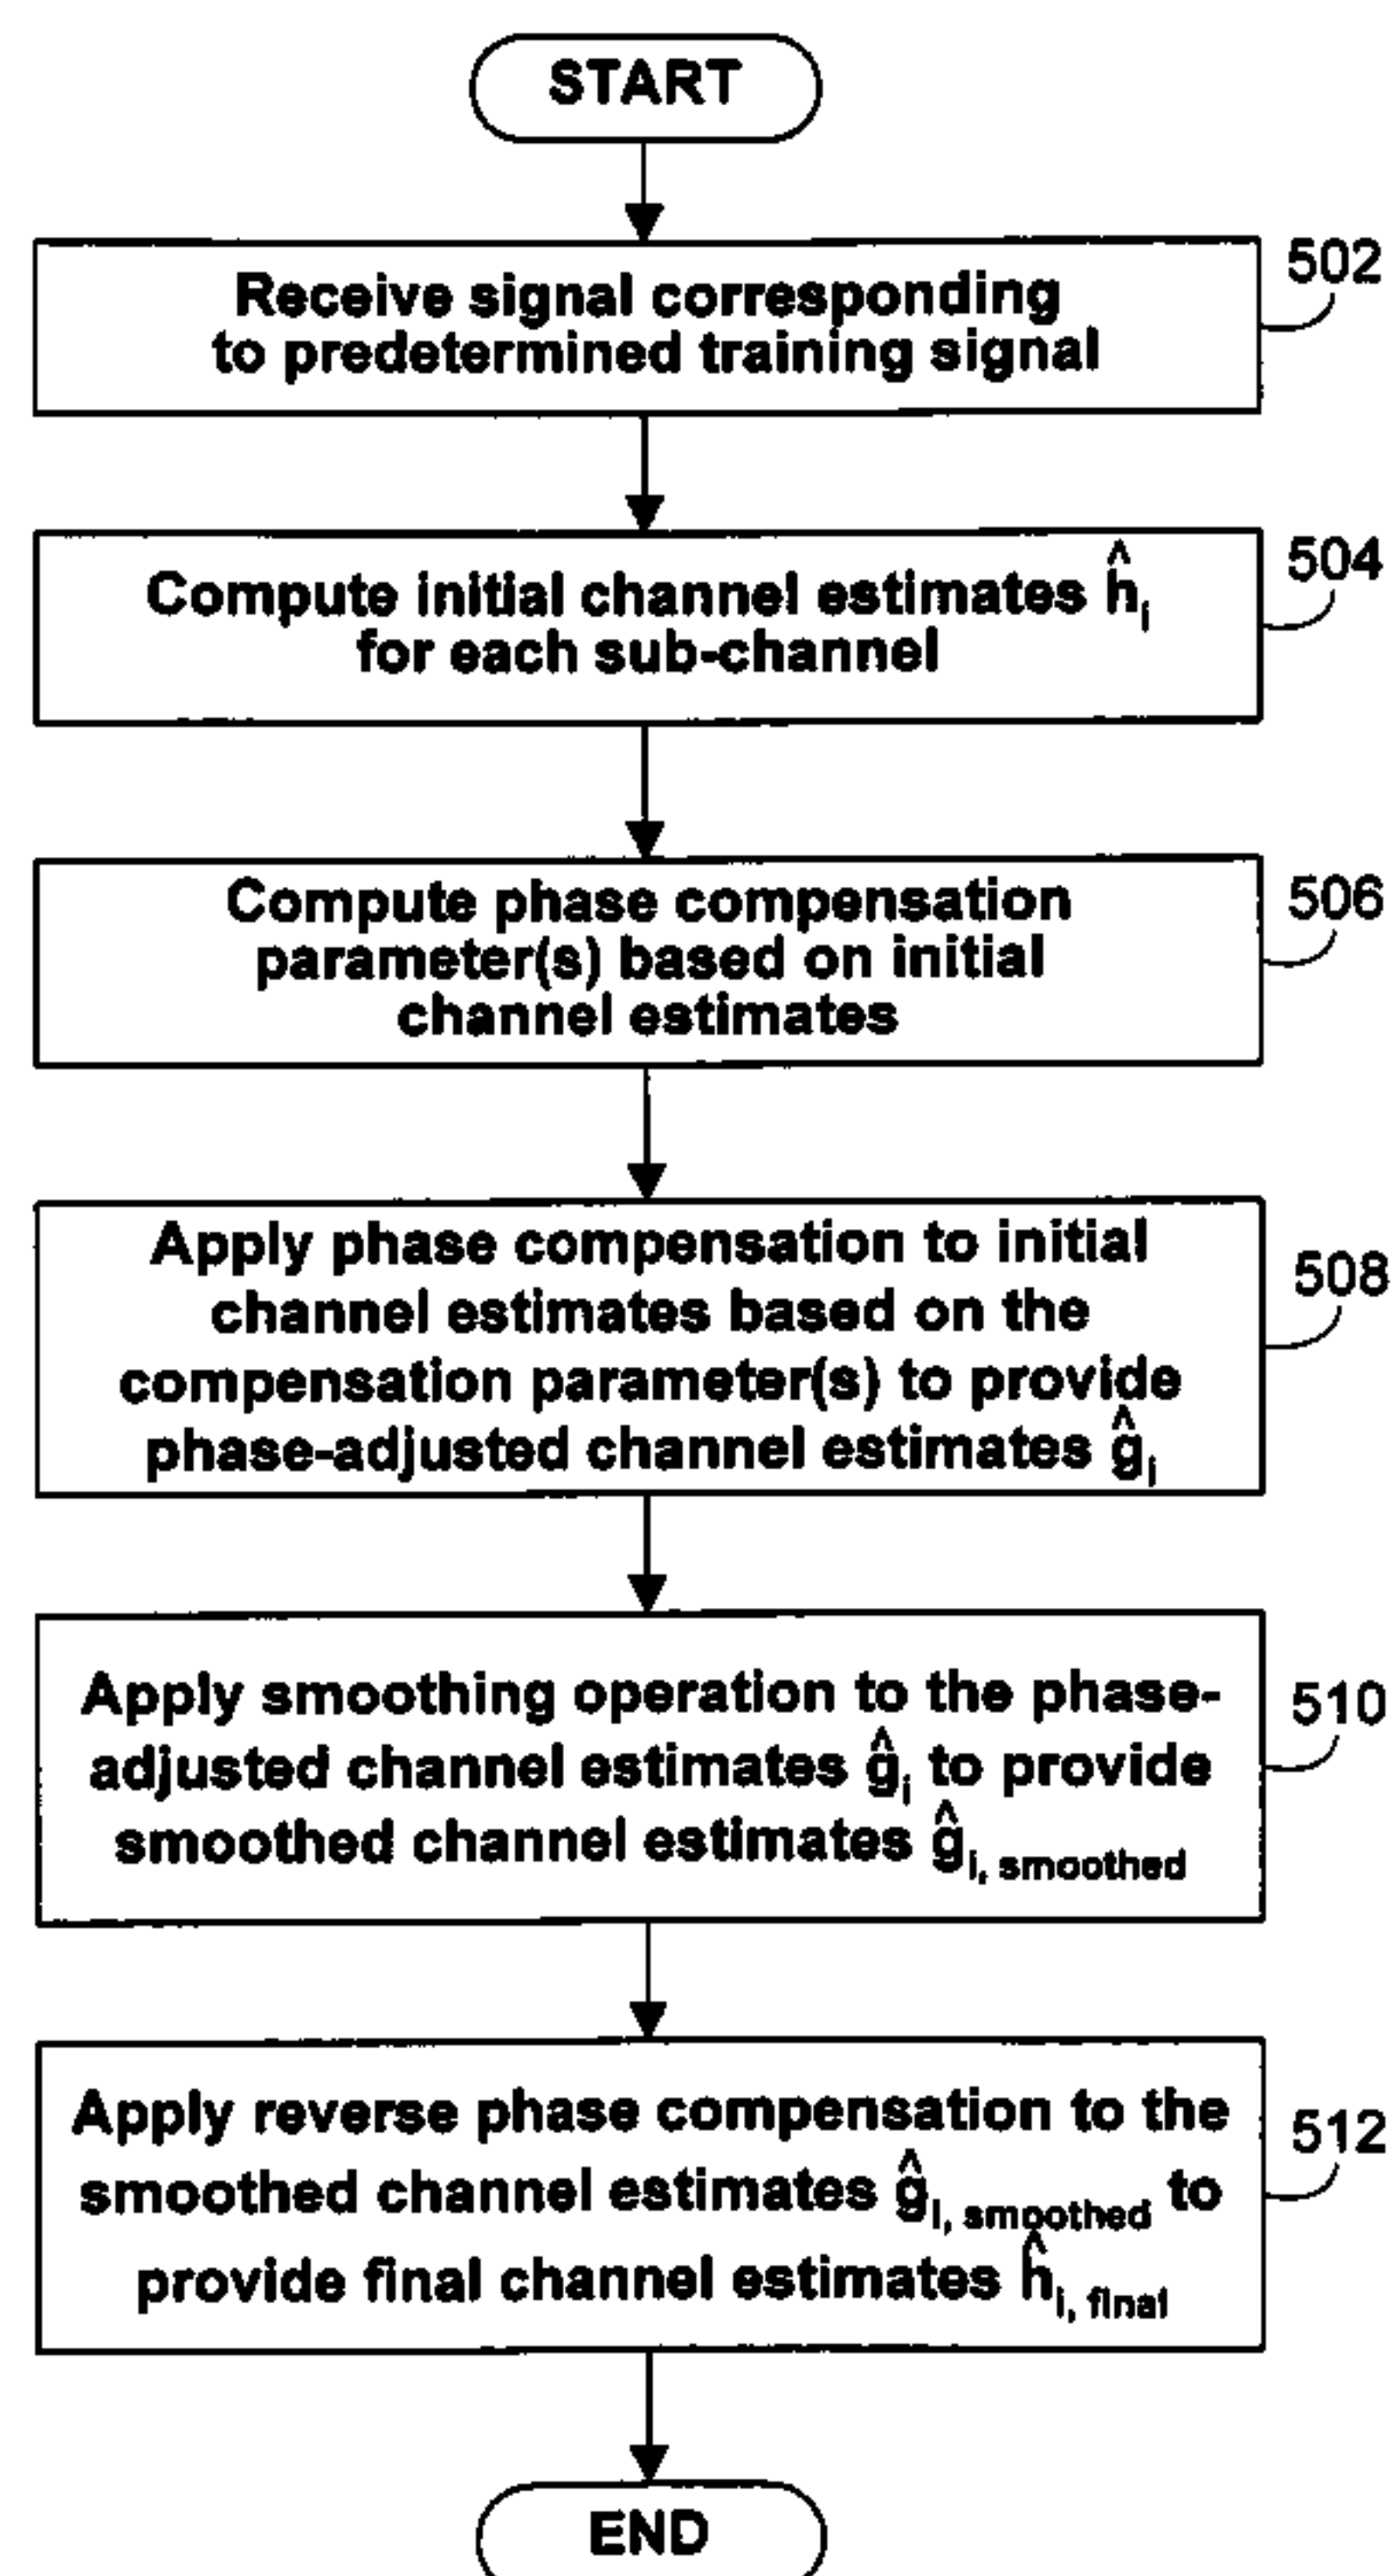 START
502
Receive signal corresponding
to predetermined training signal
504
Compute initial channel estimates ĥi
for each sub-channel
506
Compute phase compensation
parameter(s) based on initial
channel estimates
508
Apply phase compensation to initial
channel estimates based on the
compensation parameter(s) to provide
phase-adjusted channel estimates ĝi
510
Apply smoothing operation to the phase-
adjusted channel estimates ĝi to provide
smoothed channel estimates ĝi, smoothed
512
Apply reverse phase compensation to the
smoothed channel estimates ĝi, smoothed to
provide final channel estimates ĥi, final
END